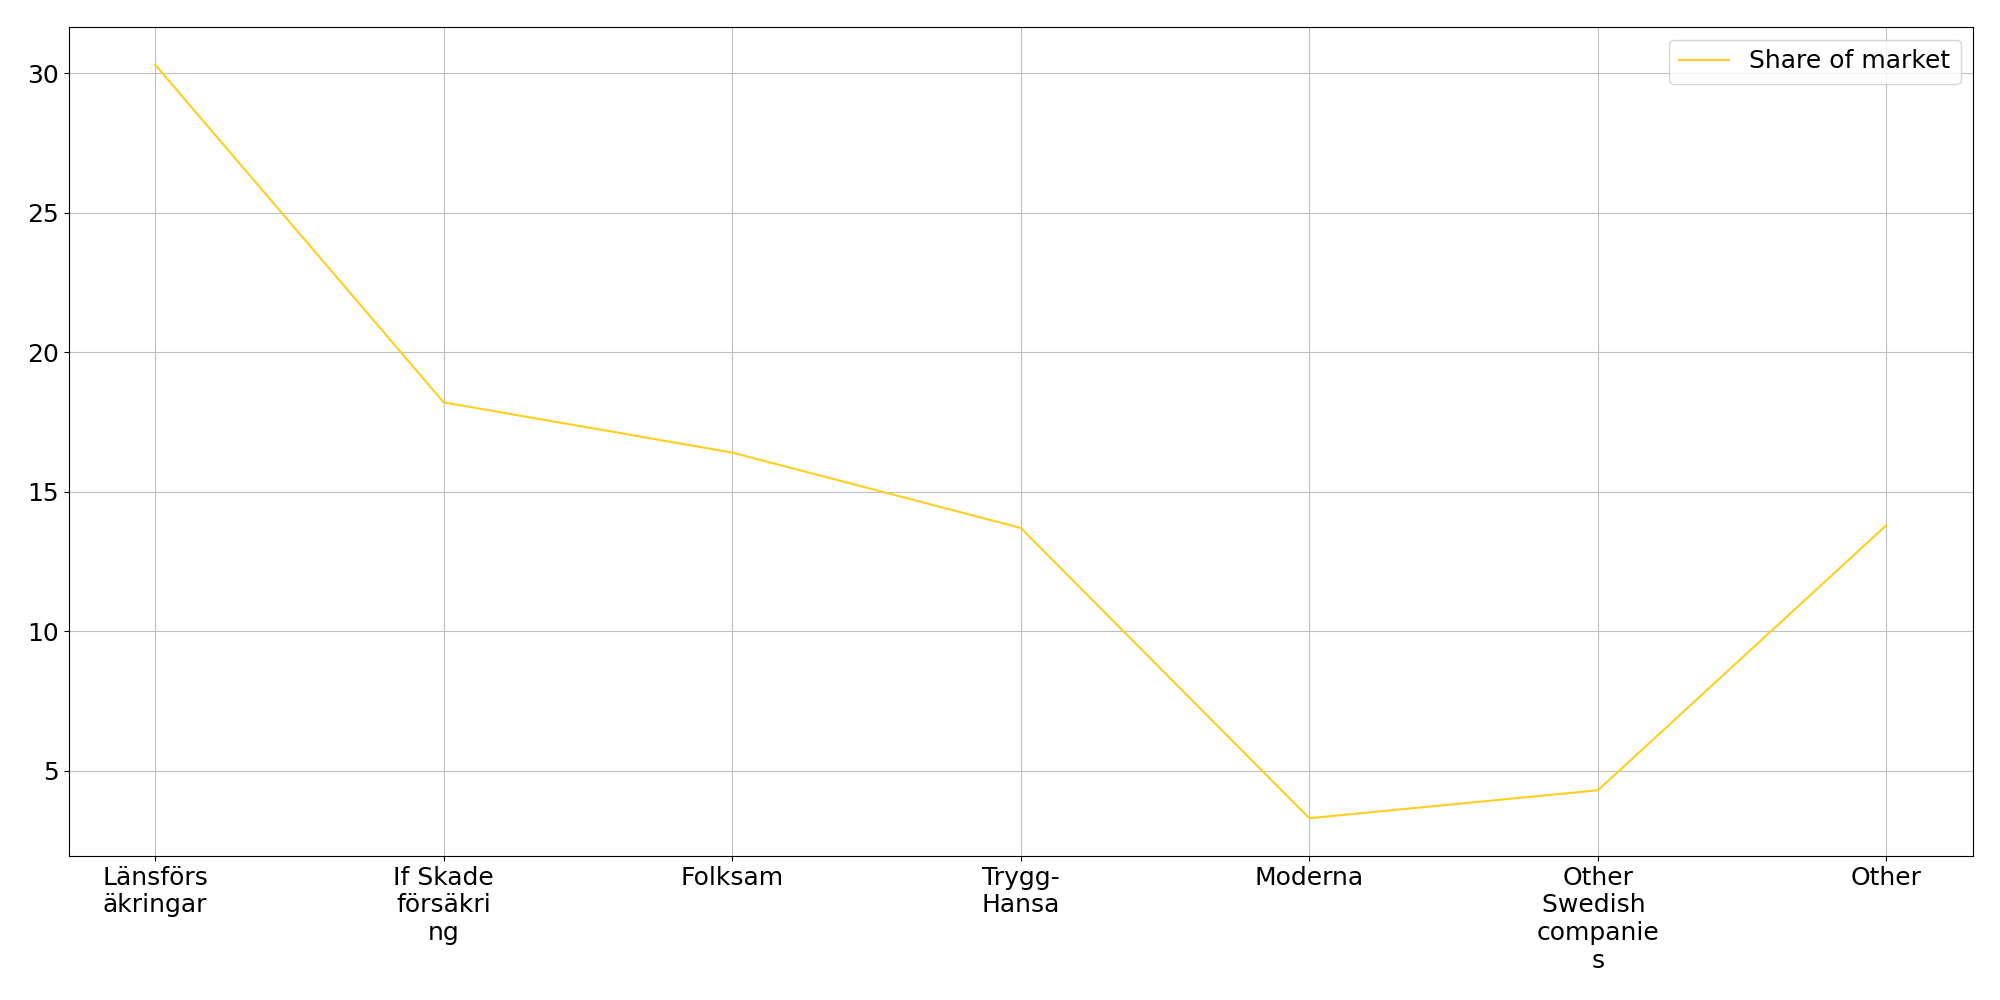 Share of market
30
25
20
15
10
5
Länsförs
äkringar
If Skade
försäkri
ng
Folksam
Trygg-
Hansa
Moderna
Other
Swedish
companie
s
Other